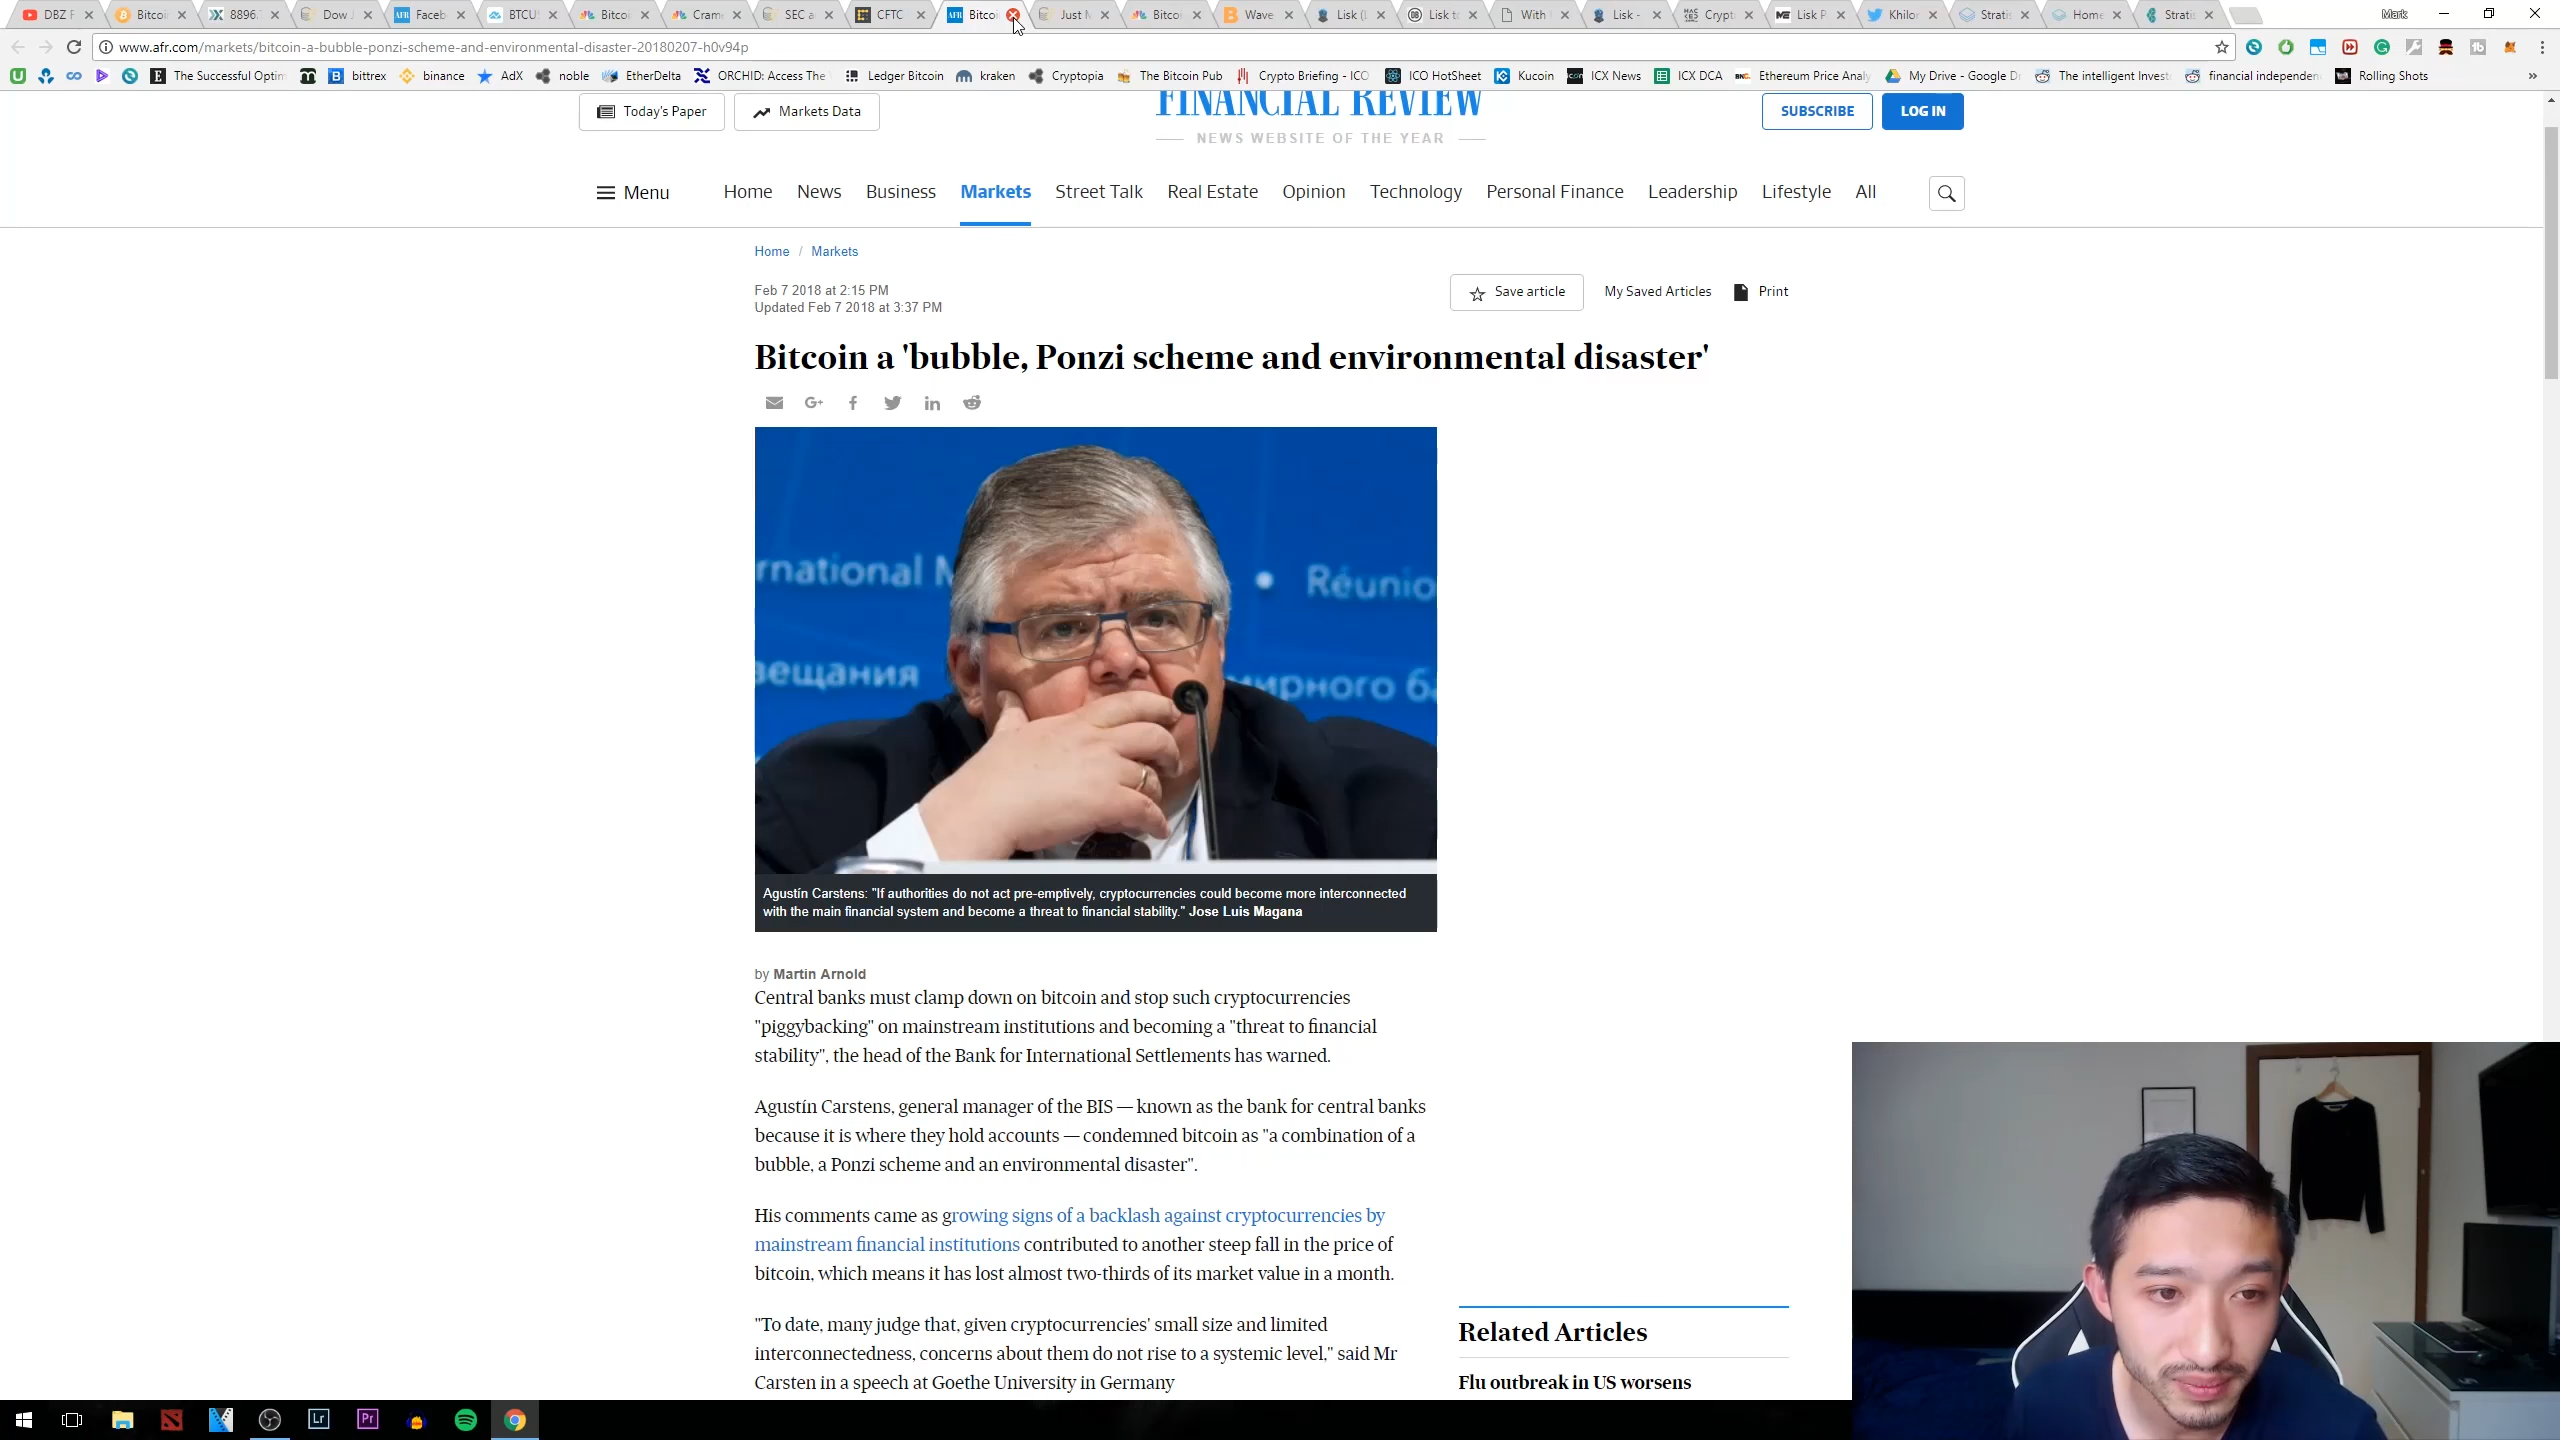 DBZ F
Bitcoin
8896.
Dow J
Faceb
BTCU
Bitcoi
Cram
SEC a
CFTC
Bitcoi
Just M
Bitcoi
Wave
Lisk (L
Lisk to
With
Lisk -
Crypt
Lisk P
Khilor
Strati
Home
Strati
Mark
www.afr.com/markets/bitcoin-a-bubble-ponzi-scheme-and-environmental-disaster-20180207-h0v94p
The Successful Optim
bittrex
binance
AdX
noble
EtherDelta
ORCHID: Access The
Ledger Bitcoin
kraken
Cryptopia
The Bitcoin Pub
Crypto Briefing - ICO
ICO HotSheet
Kucoin
ICX News
ICX DCA
Ethereum Price Analy
My Drive - Google Dr
The intelligent Invest
financial independen
Rolling Shots
»
Today's Paper
Markets Data
FINANCIAL REVIEW
NEWS WEBSITE OF THE YEAR
SUBSCRIBE
LOG IN
Menu
Home
News
Business
Markets
Street Talk
Real Estate
Opinion
Technology
Personal Finance
Leadership
Lifestyle
All
Home / Markets
Feb 7 2018 at 2:15 PM
Updated Feb 7 2018 at 3:37 PM
Save article
My Saved Articles
Print
Bitcoin a 'bubble, Ponzi scheme and environmental disaster'
rnational M
Réunio
вещания
мирного б
Agustín Carstens: "If authorities do not act pre-emptively, cryptocurrencies could become more interconnected
with the main financial system and become a threat to financial stability." Jose Luis Magana
by Martin Arnold
Central banks must clamp down on bitcoin and stop such cryptocurrencies
"piggybacking" on mainstream institutions and becoming a "threat to financial
stability", the head of the Bank for International Settlements has warned.
Agustín Carstens, general manager of the BIS — known as the bank for central banks
because it is where they hold accounts — condemned bitcoin as "a combination of a
bubble, a Ponzi scheme and an environmental disaster".
His comments came as growing signs of a backlash against cryptocurrencies by
mainstream financial institutions contributed to another steep fall in the price of
bitcoin, which means it has lost almost two-thirds of its market value in a month.
"To date, many judge that, given cryptocurrencies' small size and limited
interconnectedness, concerns about them do not rise to a systemic level," said Mr
Carsten in a speech at Goethe University in Germany
Related Articles
Flu outbreak in US worsens
Lr
Pr